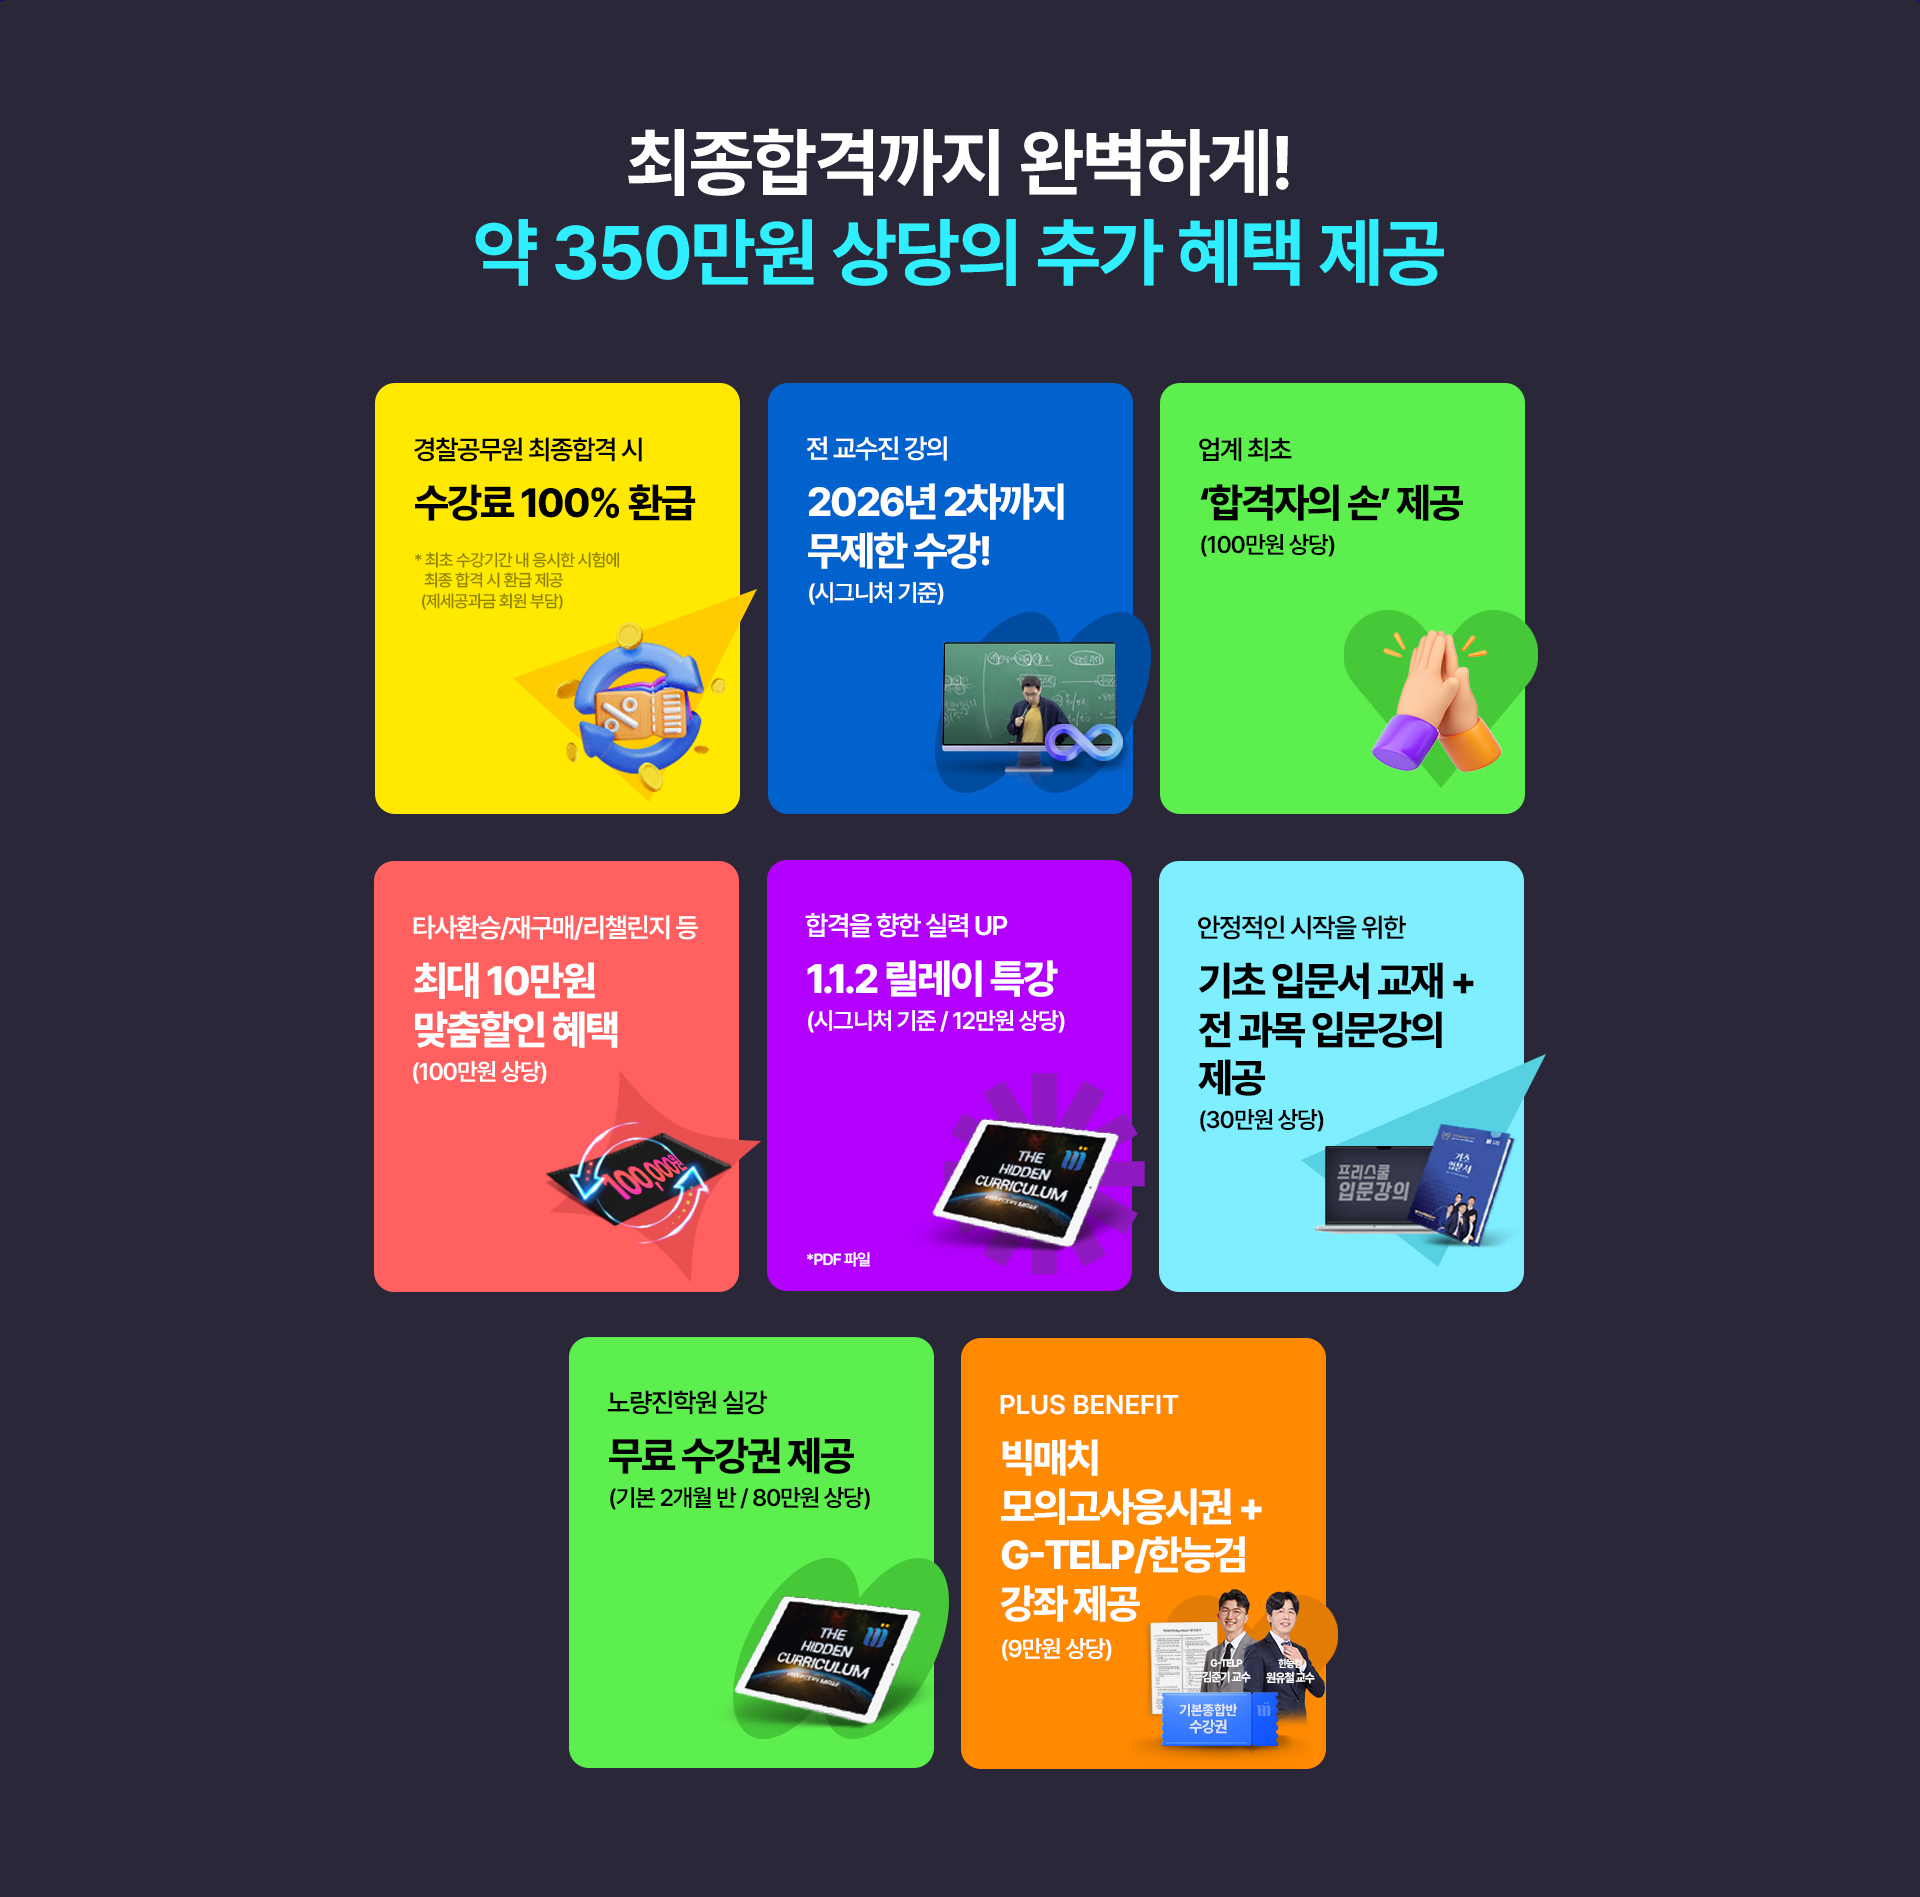 최종합격까지 완벽하게!
약 350만원 상당의 추가 혜택 제공
경찰공무원 최종합격 시
수강료 100% 환급
* 최초 수강기간 내 응시한 시험에
최종 합격 시 환급 제공
(제세공과금 회원 부담)
전 교수진 강의
2026년 2차까지
무제한 수강!
(시그니처 기준)
업계 최초
‘합격자의 손’ 제공
(100만원 상당)
타사환승/재구매/리챌린지 등
최대 10만원
맞춤할인 혜택
(100만원 상당)
100,000원
합격을 향한 실력 UP
1.1.2 릴레이 특강
(시그니처 기준 / 12만원 상당)
THE
HIDDEN
CURRICULUM
*PDF 파일
안정적인 시작을 위한
기초 입문서 교재 +
전 과목 입문강의
제공
(30만원 상당)
프리스쿨
입문강의
기초
입문서
노량진학원 실강
무료 수강권 제공
(기본 2개월 반 / 80만원 상당)
THE
HIDDEN
CURRICULUM
PLUS BENEFIT
빅매치
모의고사응시권 +
G-TELP/한능검
강좌 제공
(9만원 상당)
G-TELP
김준기 교수
한능검
원유철 교수
기본종합반
수강권